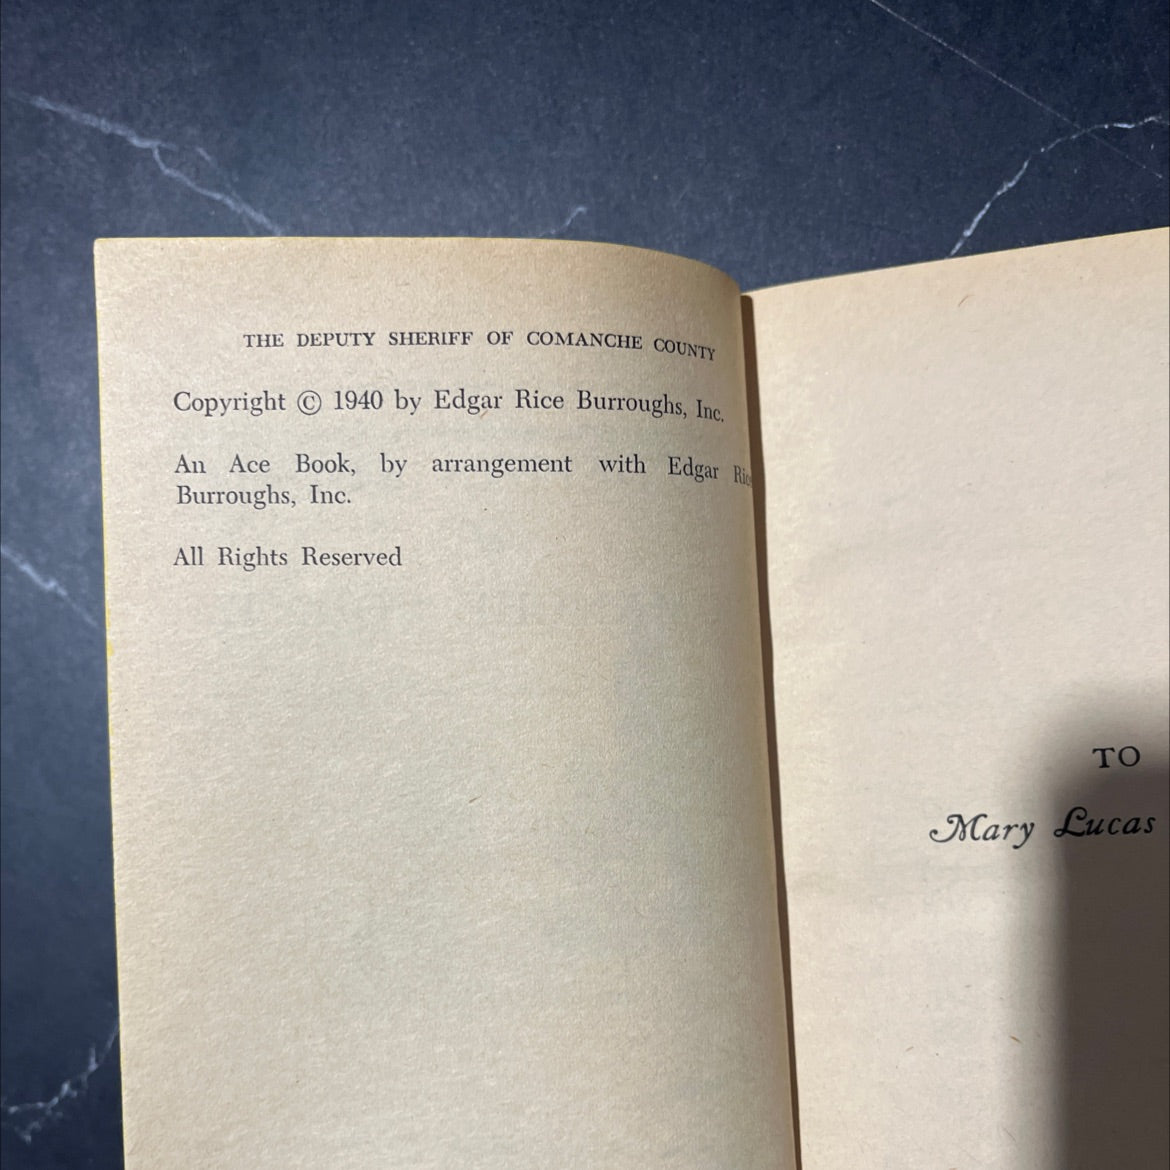 THE DEPUTY SHERIFF OF COMANCHE COUNTY
Copyright © 1940 by Edgar Rice Burroughs, Inc.
An Ace Book, by arrangement with Edgar Rice
Burroughs, Inc.
All Rights Reserved
TO
Mary Lucas